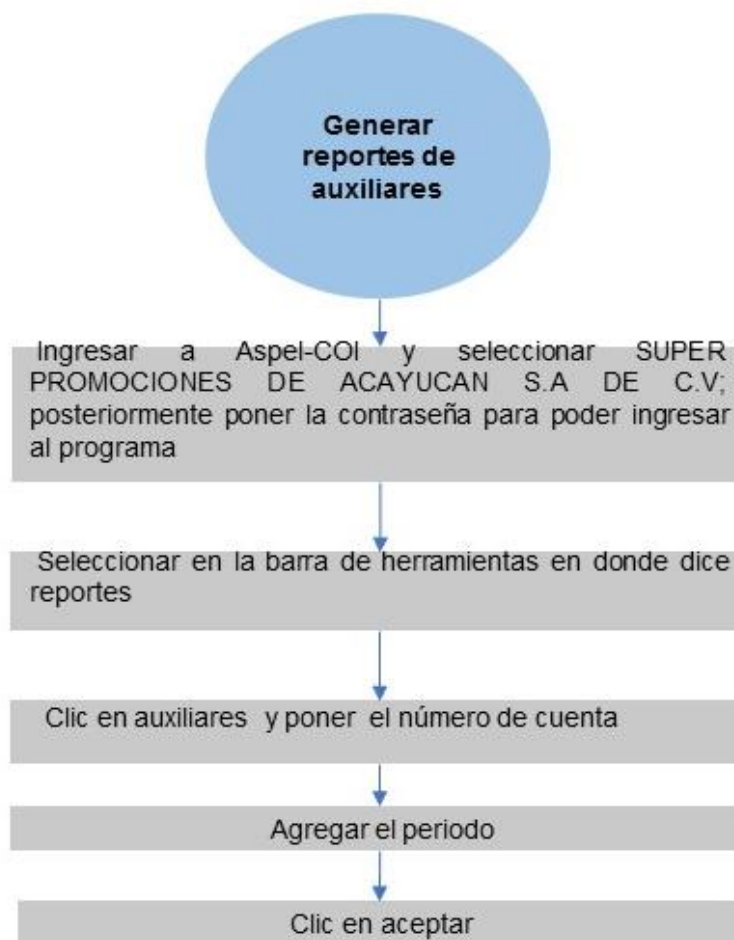 Generar
reportes de
auxiliares
Ingresar a Aspel-COI y seleccionar SUPER
PROMOCIONES DE ACAYUCAN S.A DE C.V;
posteriormente poner la contraseña para poder ingresar
al programa
Seleccionar en la barra de herramientas en donde dice
reportes
Clic en auxiliares y poner el número de cuenta
Agregar el periodo
Clic en aceptar